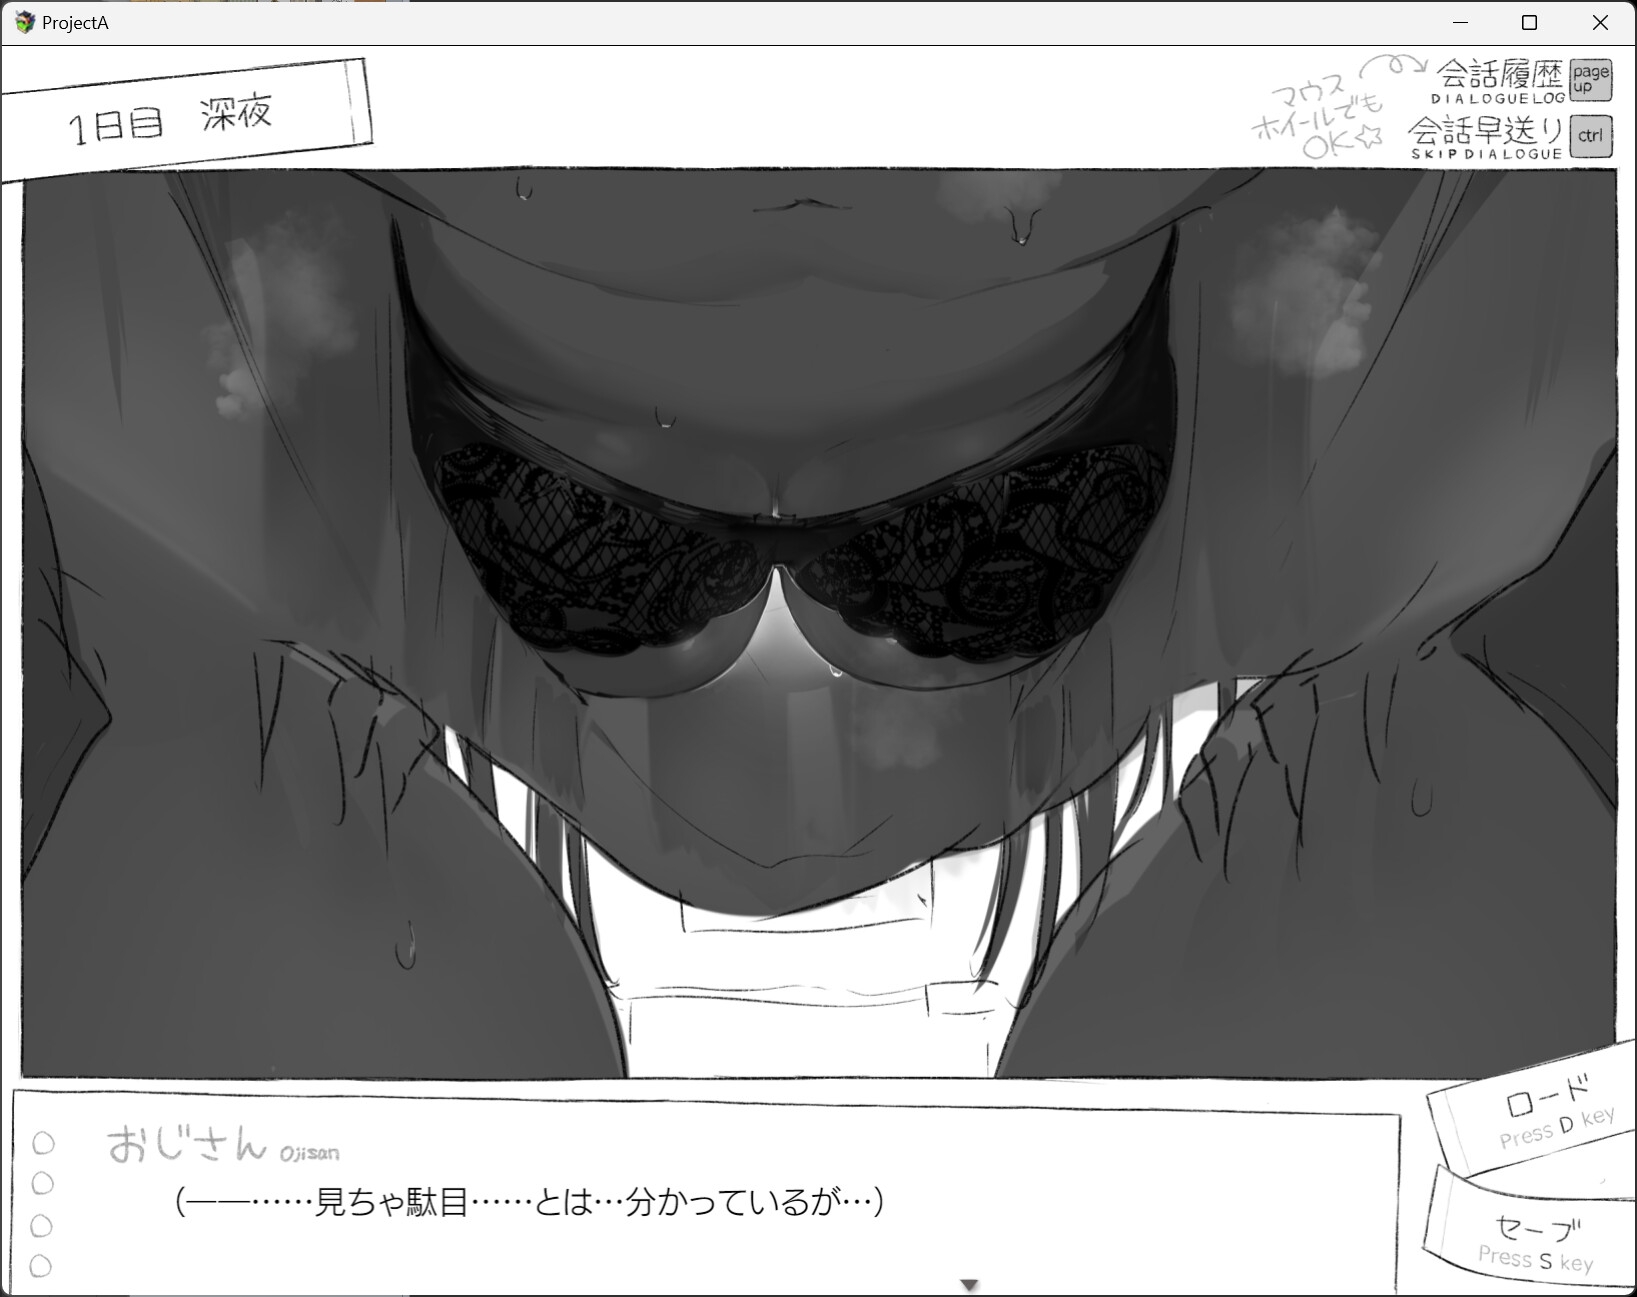 ProjectA
1日目 深夜
マウス
ホイールでも
OK☆
会話履歴
DIALOGUELOG
page
up
会話早送り
SKIPDIALOGUE
ctrl
おじさん Ojisan
(――……見ちゃ駄目……とは…分かっているが…)
ロード
Press D key
セーブ
Press S key